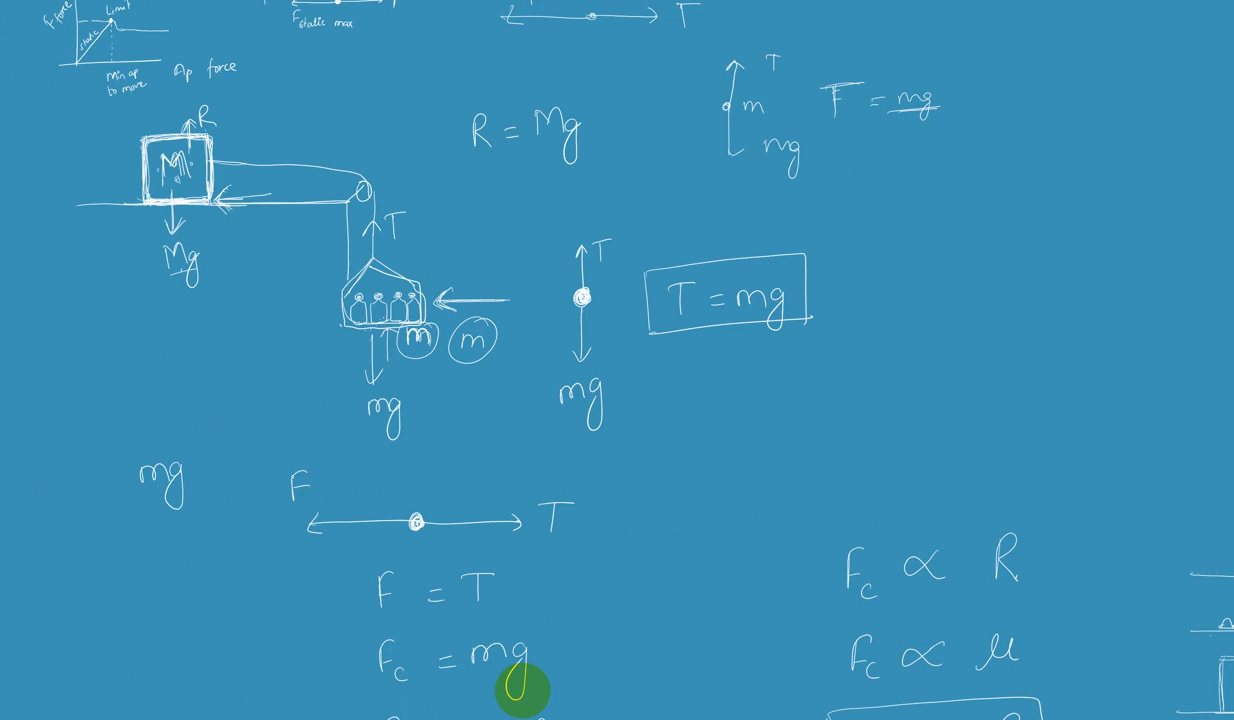 F force
Limit
static
Min ap
to move
Ap force
F static max
T
R
M
Mg
R = Mg
T
m
mg
F = mg
T
m
m
mg
T
mg
T = mg
mg
F
T
F = T
Fc = mg
Fc ∝ R
Fc ∝ μ